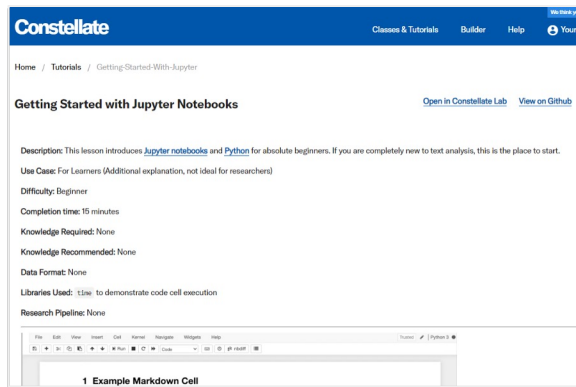 We think y
Constellate
Classes & Tutorials Builder Help Your
Home / Tutorials / Getting-Started-With-Jupyter
Getting Started with Jupyter Notebooks
Open in Constellate Lab View on Github
Description: This lesson introduces Jupyter notebooks and Python for absolute beginners. If you are completely new to text analysis, this is the place to start.
Use Case: For Learners (Additional explanation, not ideal for researchers)
Difficulty: Beginner
Completion time: 15 minutes
Knowledge Required: None
Knowledge Recommended: None
Data Format: None
Libraries Used: time to demonstrate code cell execution
Research Pipeline: None
File Edit View Insert Cell Kernel Navigate Widgets Help Trusted Python 3
Run Code nbdiff
1 Example Markdown Cell